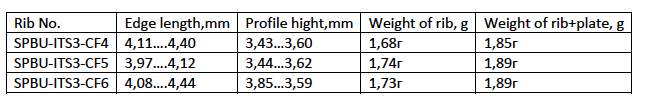 Rib No. Edge length,mm Profile hight,mm Weight of rib, g Weight of rib+plate, g
SPBU-ITS3-CF4 4,11….4,40 3,43…3,60 1,68г 1,85г
SPBU-ITS3-CF5 3,97….4,12 3,44…3,62 1,74г 1,89г
SPBU-ITS3-CF6 4,08….4,44 3,85…3,59 1,73г 1,89г